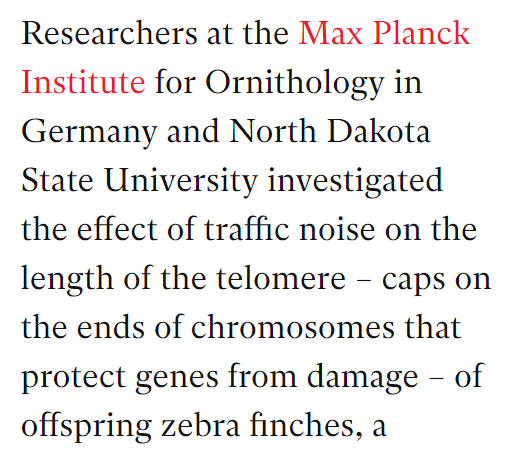 Researchers at the Max Planck
Institute for Ornithology in
Germany and North Dakota
State University investigated
the effect of traffic noise on the
length of the telomere – caps on
the ends of chromosomes that
protect genes from damage – of
offspring zebra finches, a